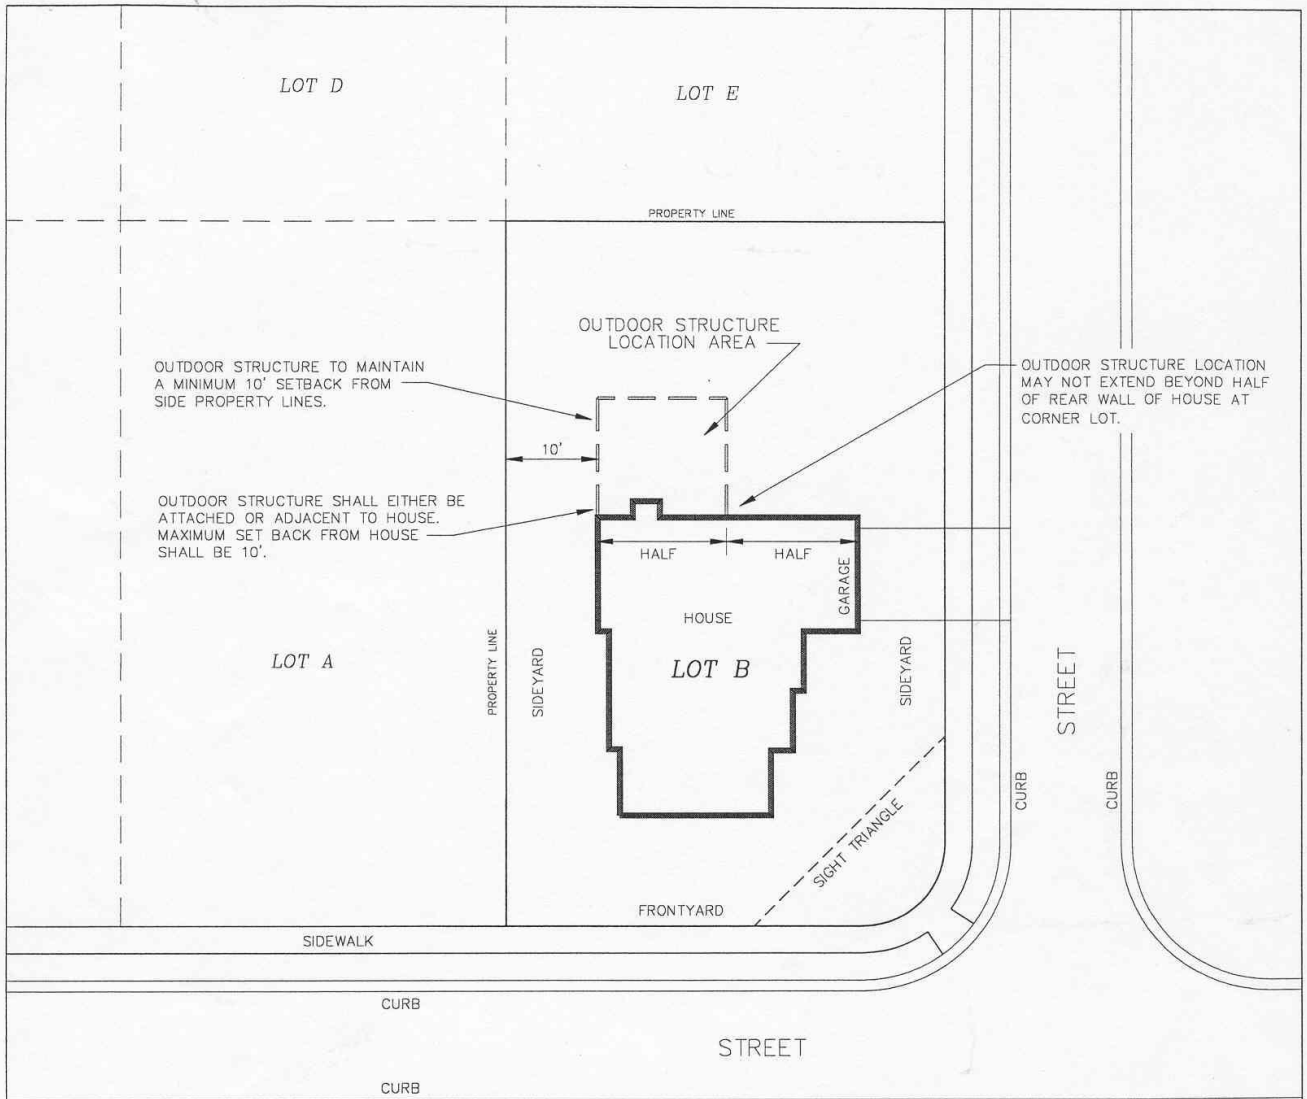 LOT D
LOT E
PROPERTY LINE
OUTDOOR STRUCTURE
LOCATION AREA
OUTDOOR STRUCTURE TO MAINTAIN
A MINIMUM 10' SETBACK FROM
SIDE PROPERTY LINES.
OUTDOOR STRUCTURE LOCATION
MAY NOT EXTEND BEYOND HALF
OF REAR WALL OF HOUSE AT
CORNER LOT.
10'
OUTDOOR STRUCTURE SHALL EITHER BE
ATTACHED OR ADJACENT TO HOUSE.
MAXIMUM SET BACK FROM HOUSE
SHALL BE 10'.
HALF
HALF
GARAGE
HOUSE
LOT A
PROPERTY LINE
SIDEYARD
LOT B
SIDEYARD
STREET
CURB
CURB
SIGHT TRIANGLE
FRONTYARD
SIDEWALK
CURB
STREET
CURB